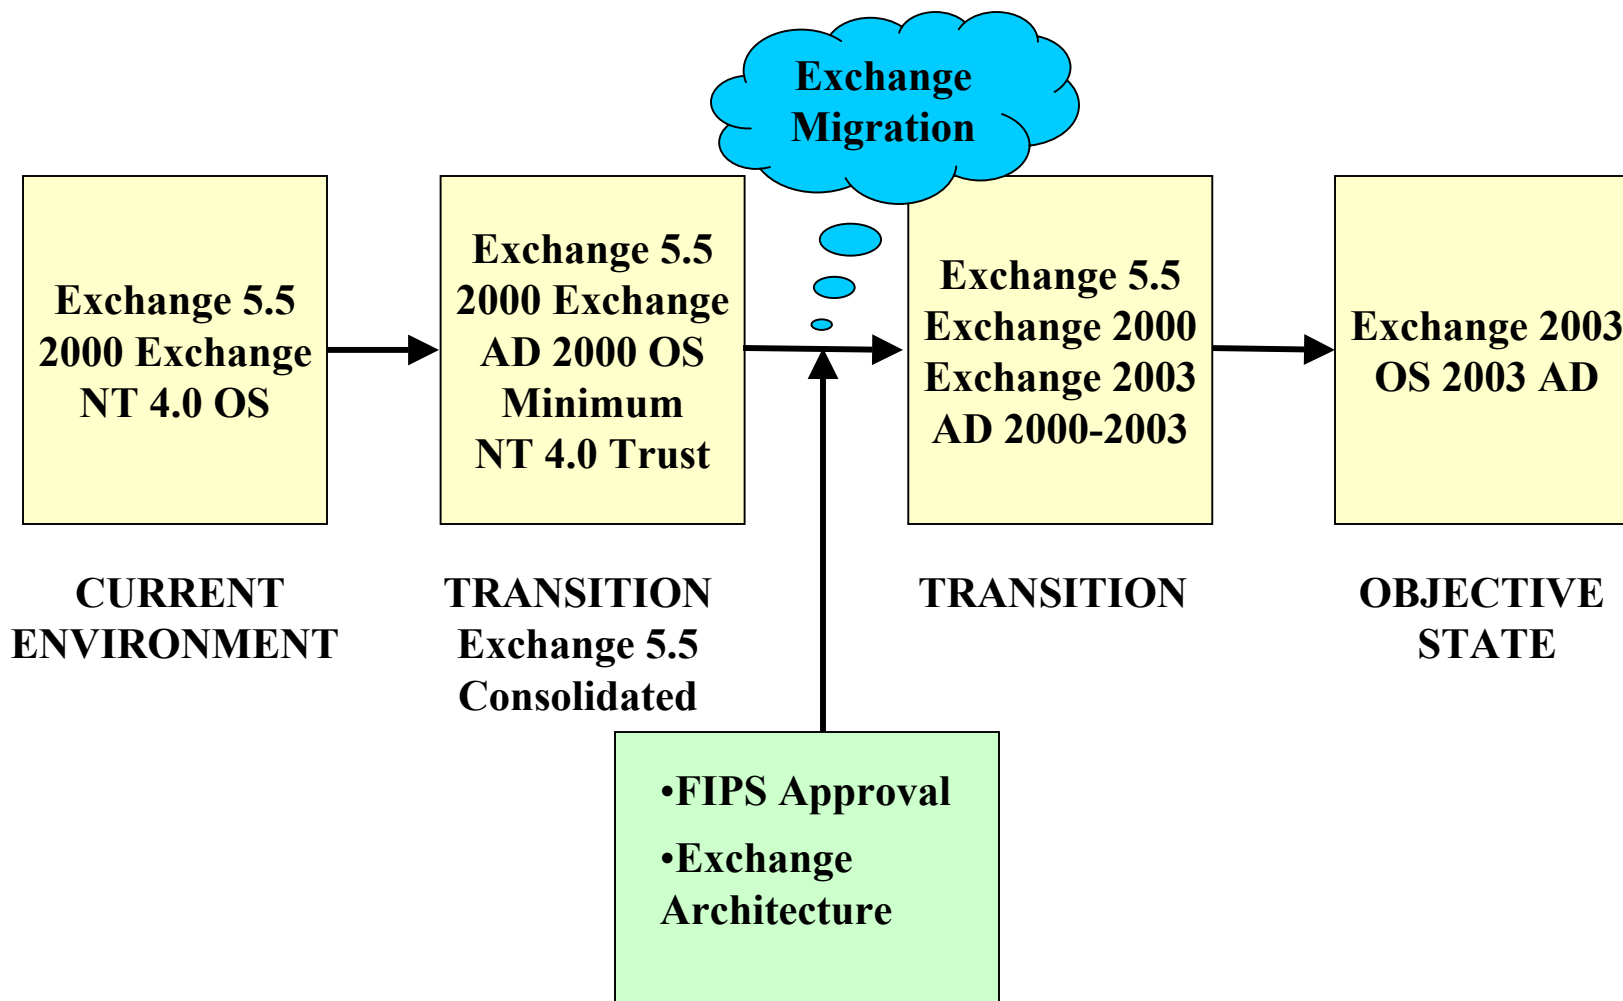 Exchange
Migration
Exchange 5.5
2000 Exchange
NT 4.0 OS
Exchange 5.5
2000 Exchange
AD 2000 OS
Minimum
NT 4.0 Trust
Exchange 5.5
Exchange 2000
Exchange 2003
AD 2000-2003
Exchange 2003
OS 2003 AD
CURRENT
ENVIRONMENT
TRANSITION
Exchange 5.5
Consolidated
TRANSITION
OBJECTIVE
STATE
•FIPS Approval
•Exchange
Architecture